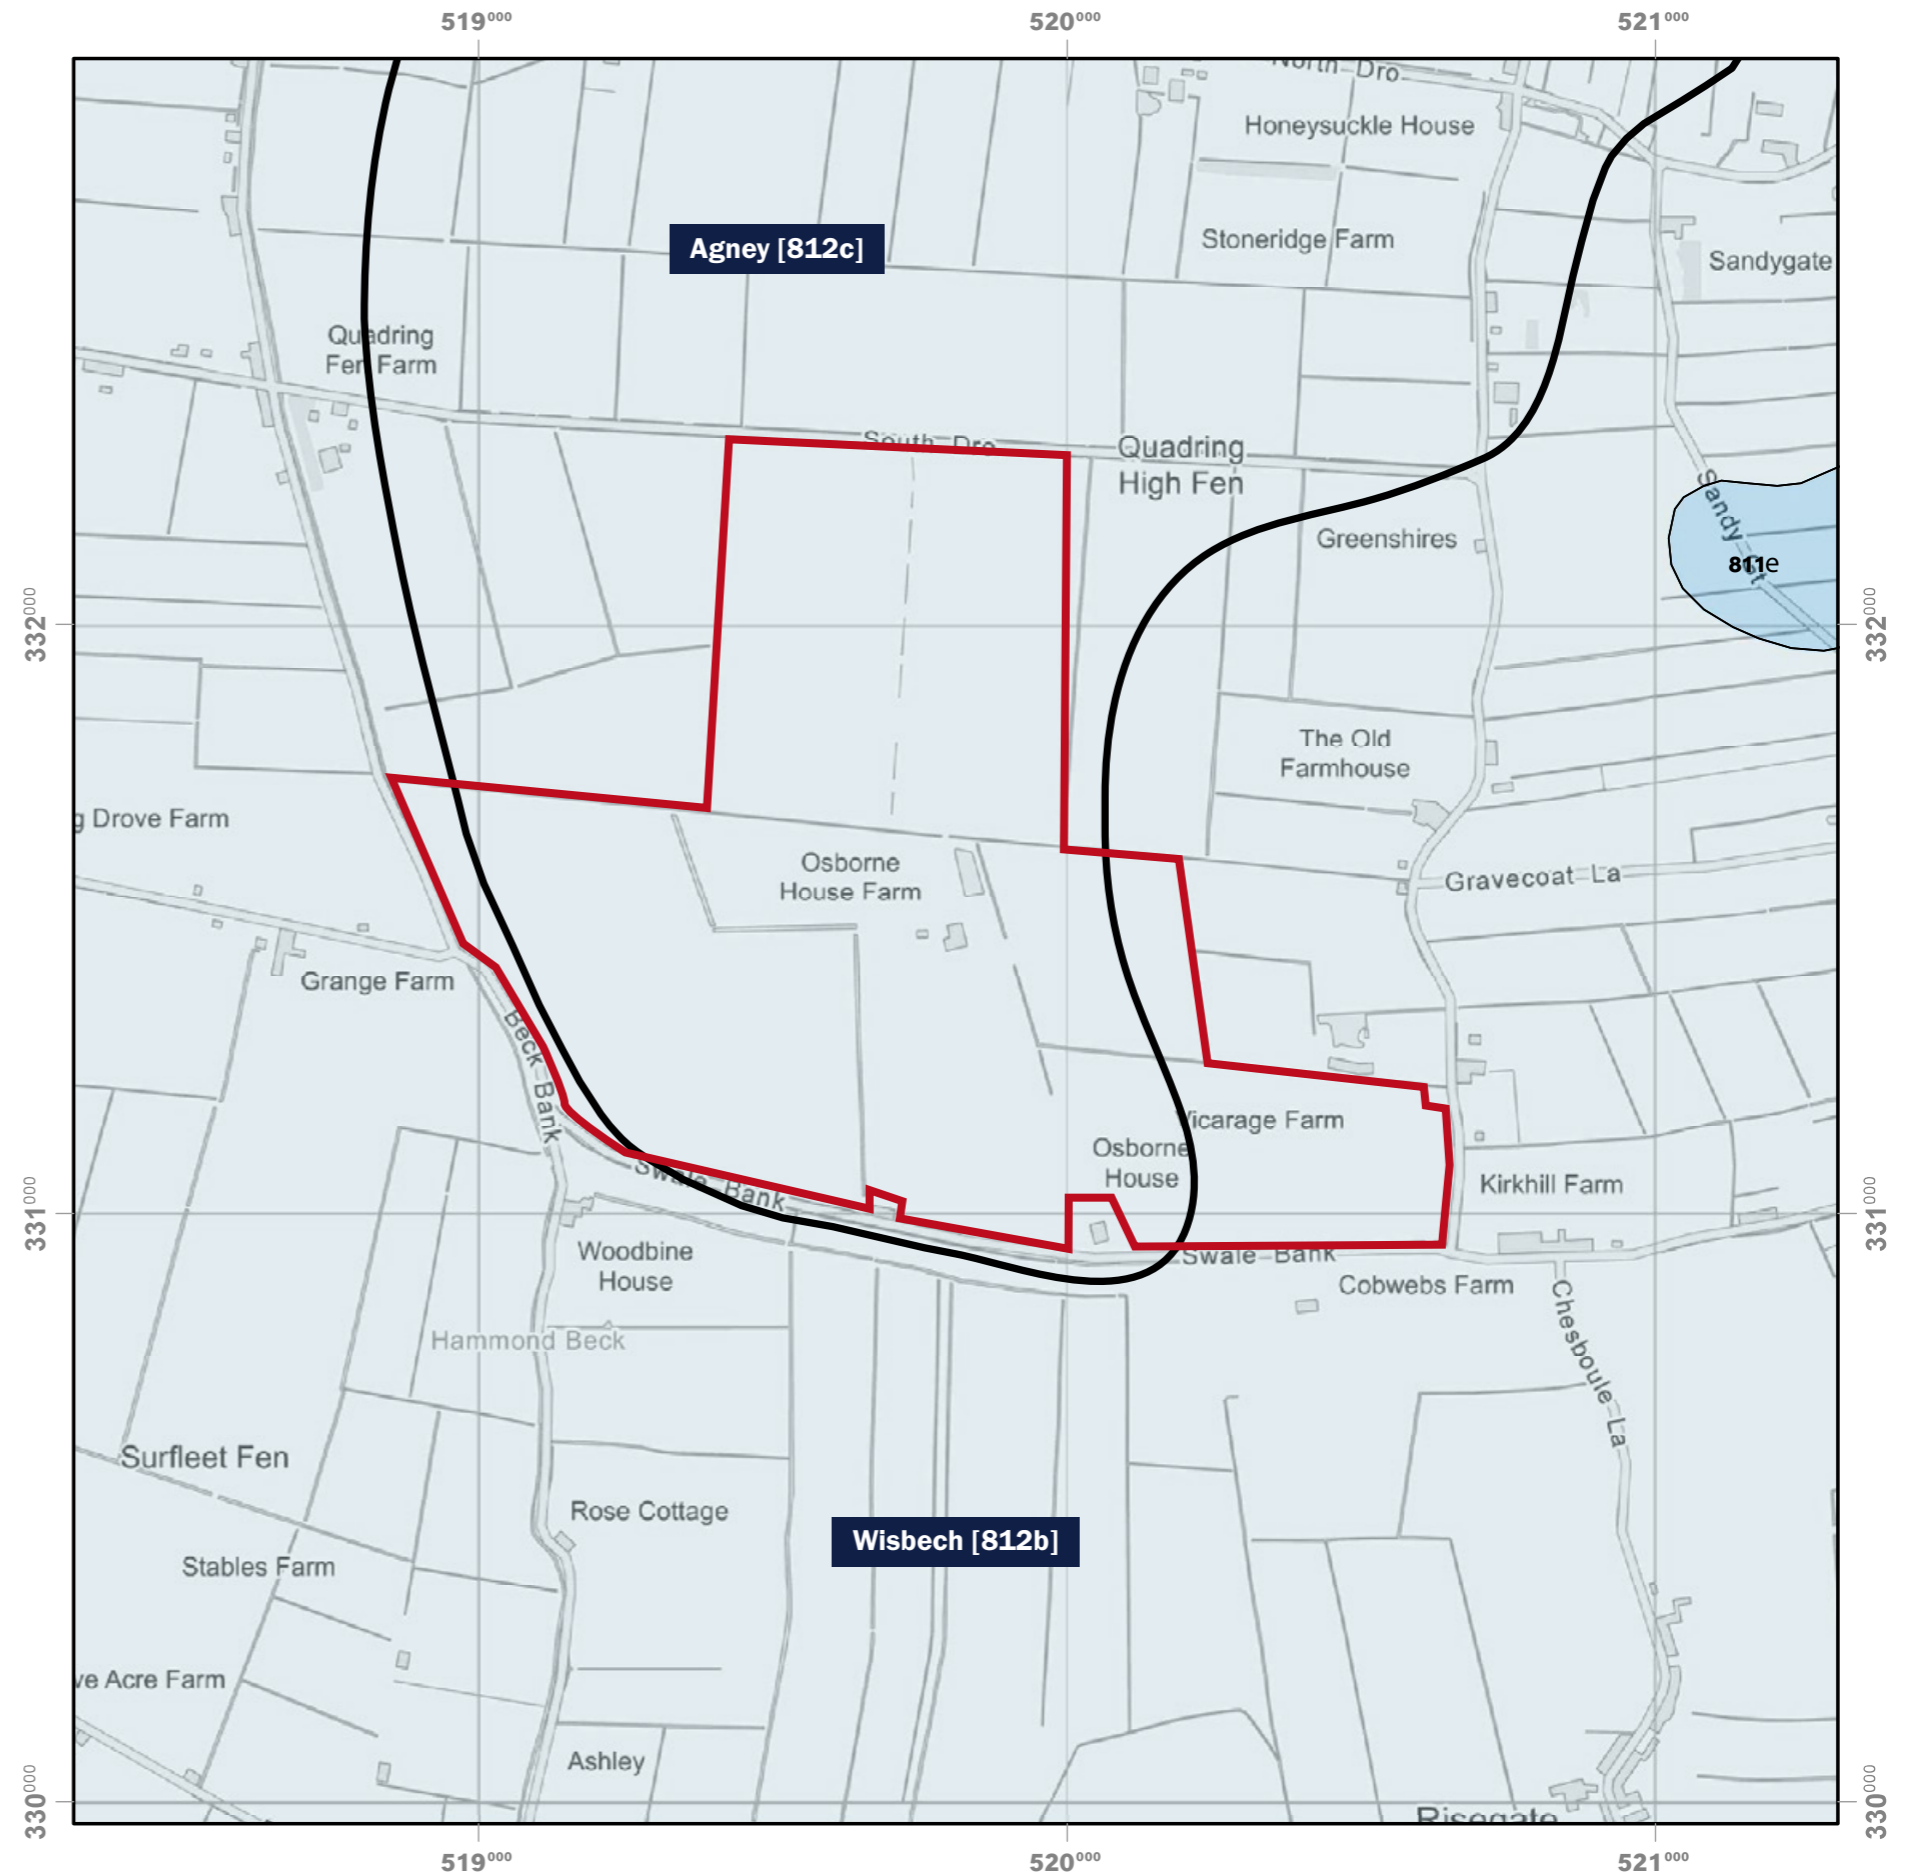 519000 520000 521000
North Dro
Honeysuckle House
Agney [812c]
Stoneridge Farm
Sandygate
Quadring
Fen Farm
South Dro
Quadring
High Fen
Sandy
Greenshires
811e
332000 332000
The Old
Farmhouse
g Drove Farm
Osborne
House Farm
Gravecoat La
Grange Farm
Beck Bank
Vicarage Farm
Osborne
House
Swale Bank
Kirkhill Farm
331000 331000
Woodbine
House
Swale Bank
Cobwebs Farm
Hammond Beck
Chesboule La
Surfleet Fen
Rose Cottage
Wisbech [812b]
Stables Farm
ve Acre Farm
Ashley
330000 330000
Risegate
519000 520000 521000